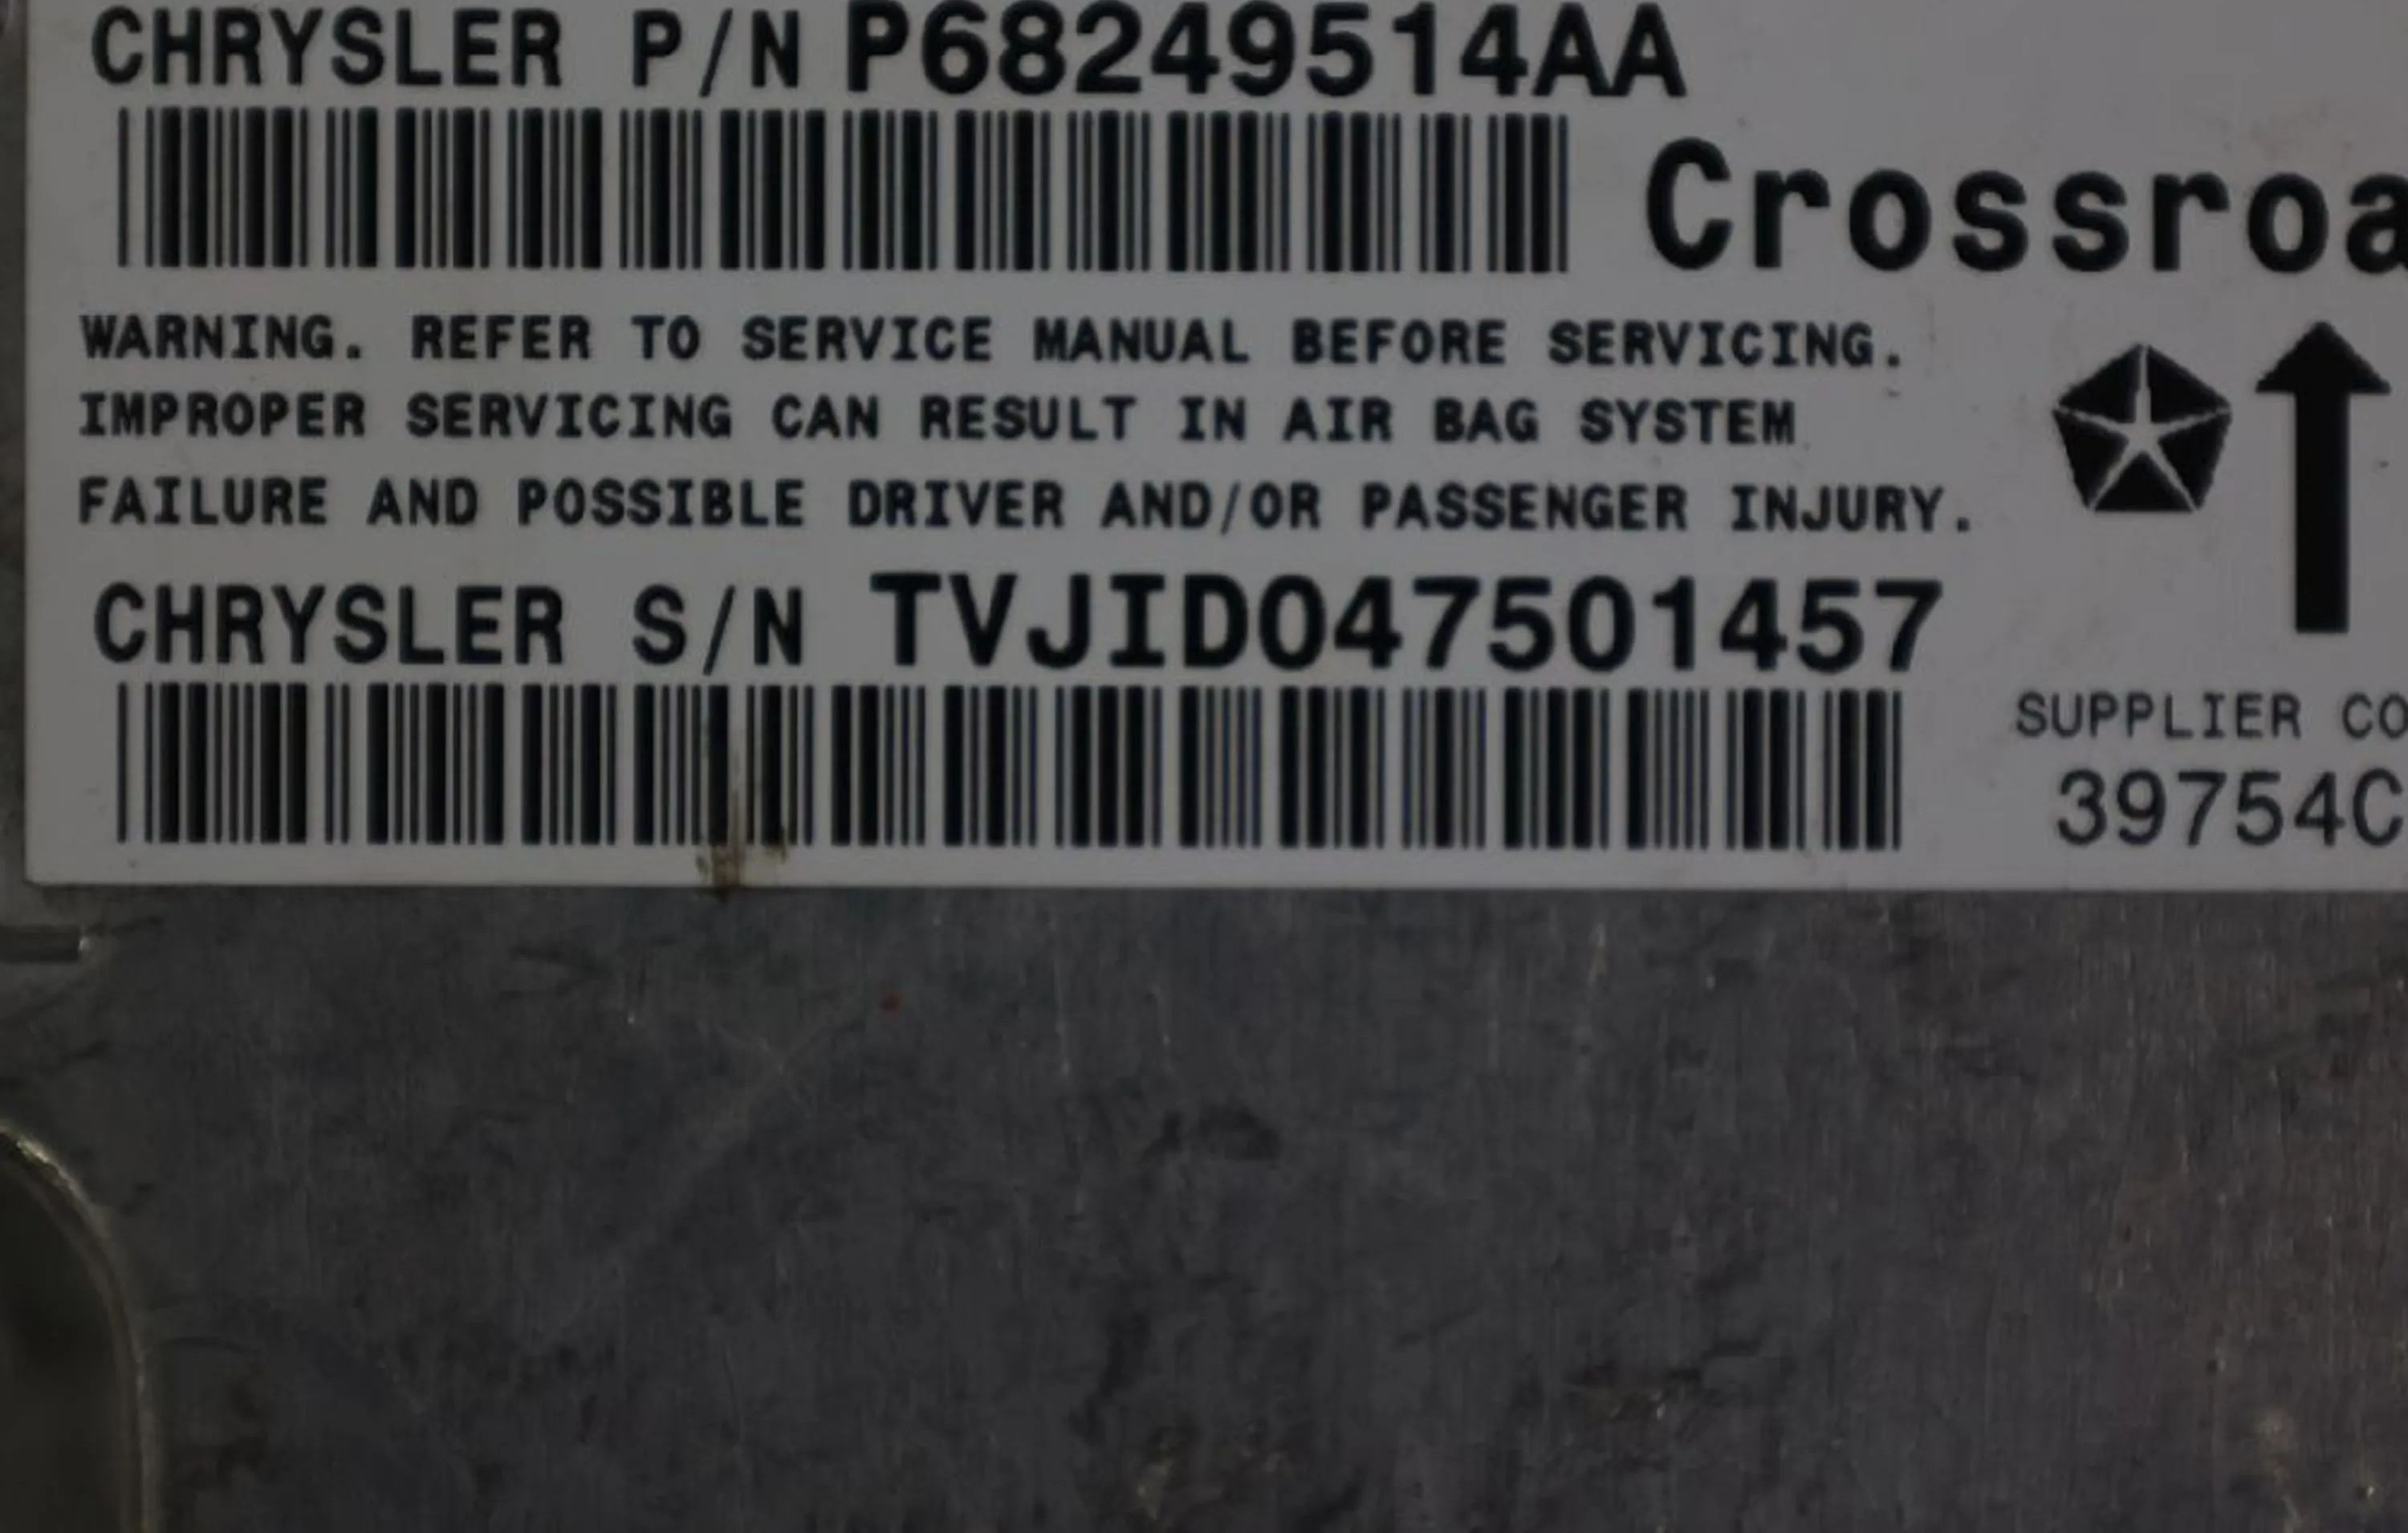 CHRYSLER P/N P68249514AA
Crossroa
WARNING. REFER TO SERVICE MANUAL BEFORE SERVICING.
IMPROPER SERVICING CAN RESULT IN AIR BAG SYSTEM
FAILURE AND POSSIBLE DRIVER AND/OR PASSENGER INJURY.
CHRYSLER S/N TVJID047501457
SUPPLIER CO
39754C